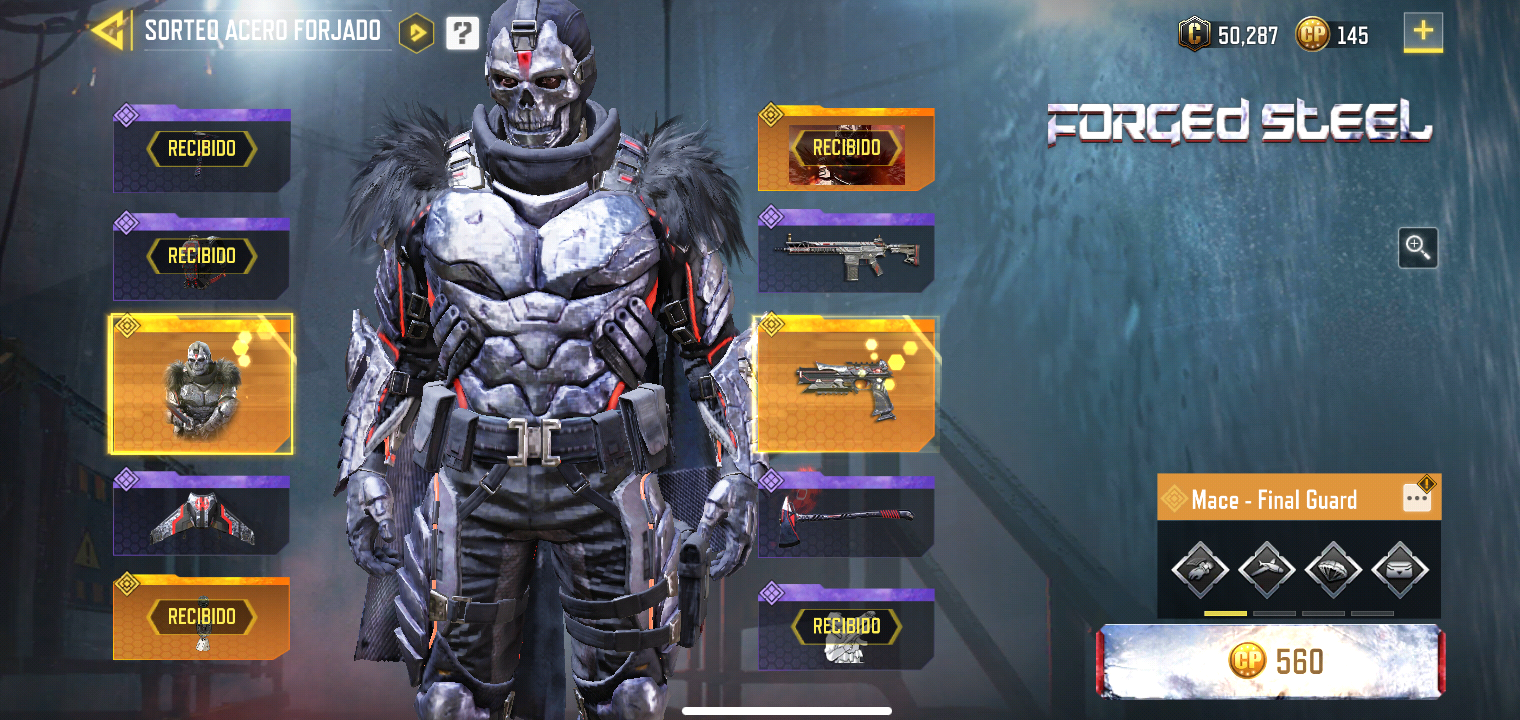 SORTEO ACERO FORJADO
?
C 50,287
CP 145
+
FORGED STEEL
RECIBIDO
RECIBIDO
RECIBIDO
RECIBIDO
RECIBIDO
Mace - Final Guard
CP 560